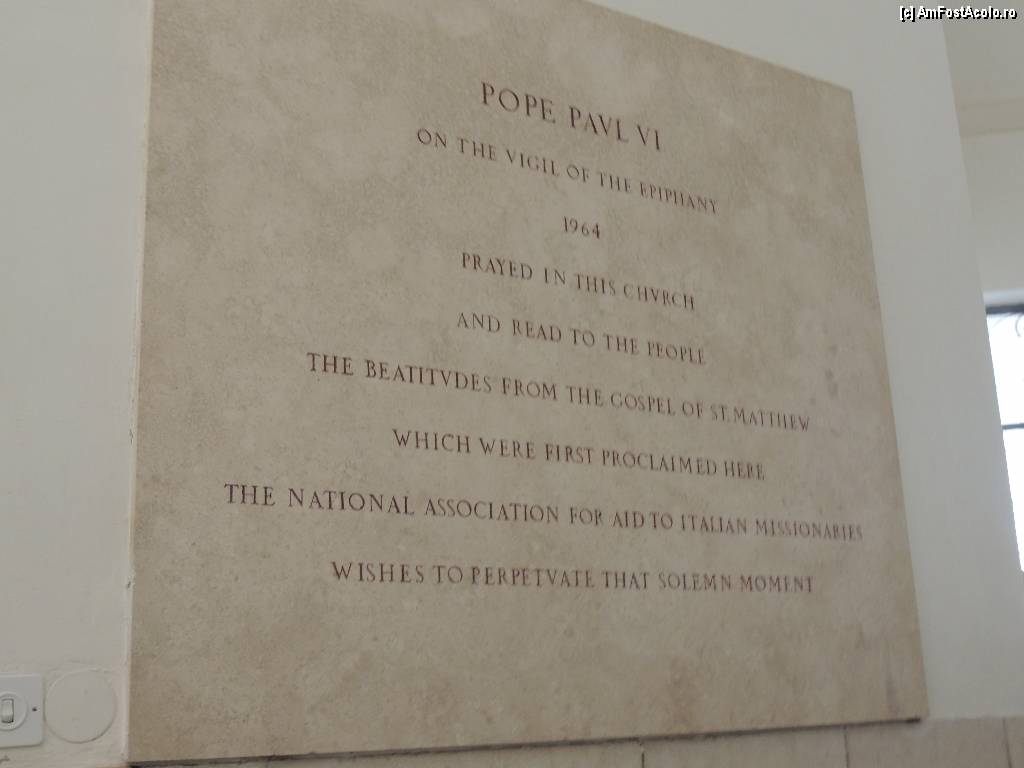 [c] AmFostAcolo.ro
POPE PAVL VI
ON THE VIGIL OF THE EPIPHANY
1964
PRAYED IN THIS CHVRCH
AND READ TO THE PEOPLE
THE BEATITVDES FROM THE GOSPEL OF ST. MATTHEW
WHICH WERE FIRST PROCLAIMED HERE
THE NATIONAL ASSOCIATION FOR AID TO ITALIAN MISSIONARIES
WISHES TO PERPETVATE THAT SOLEMN MOMENT